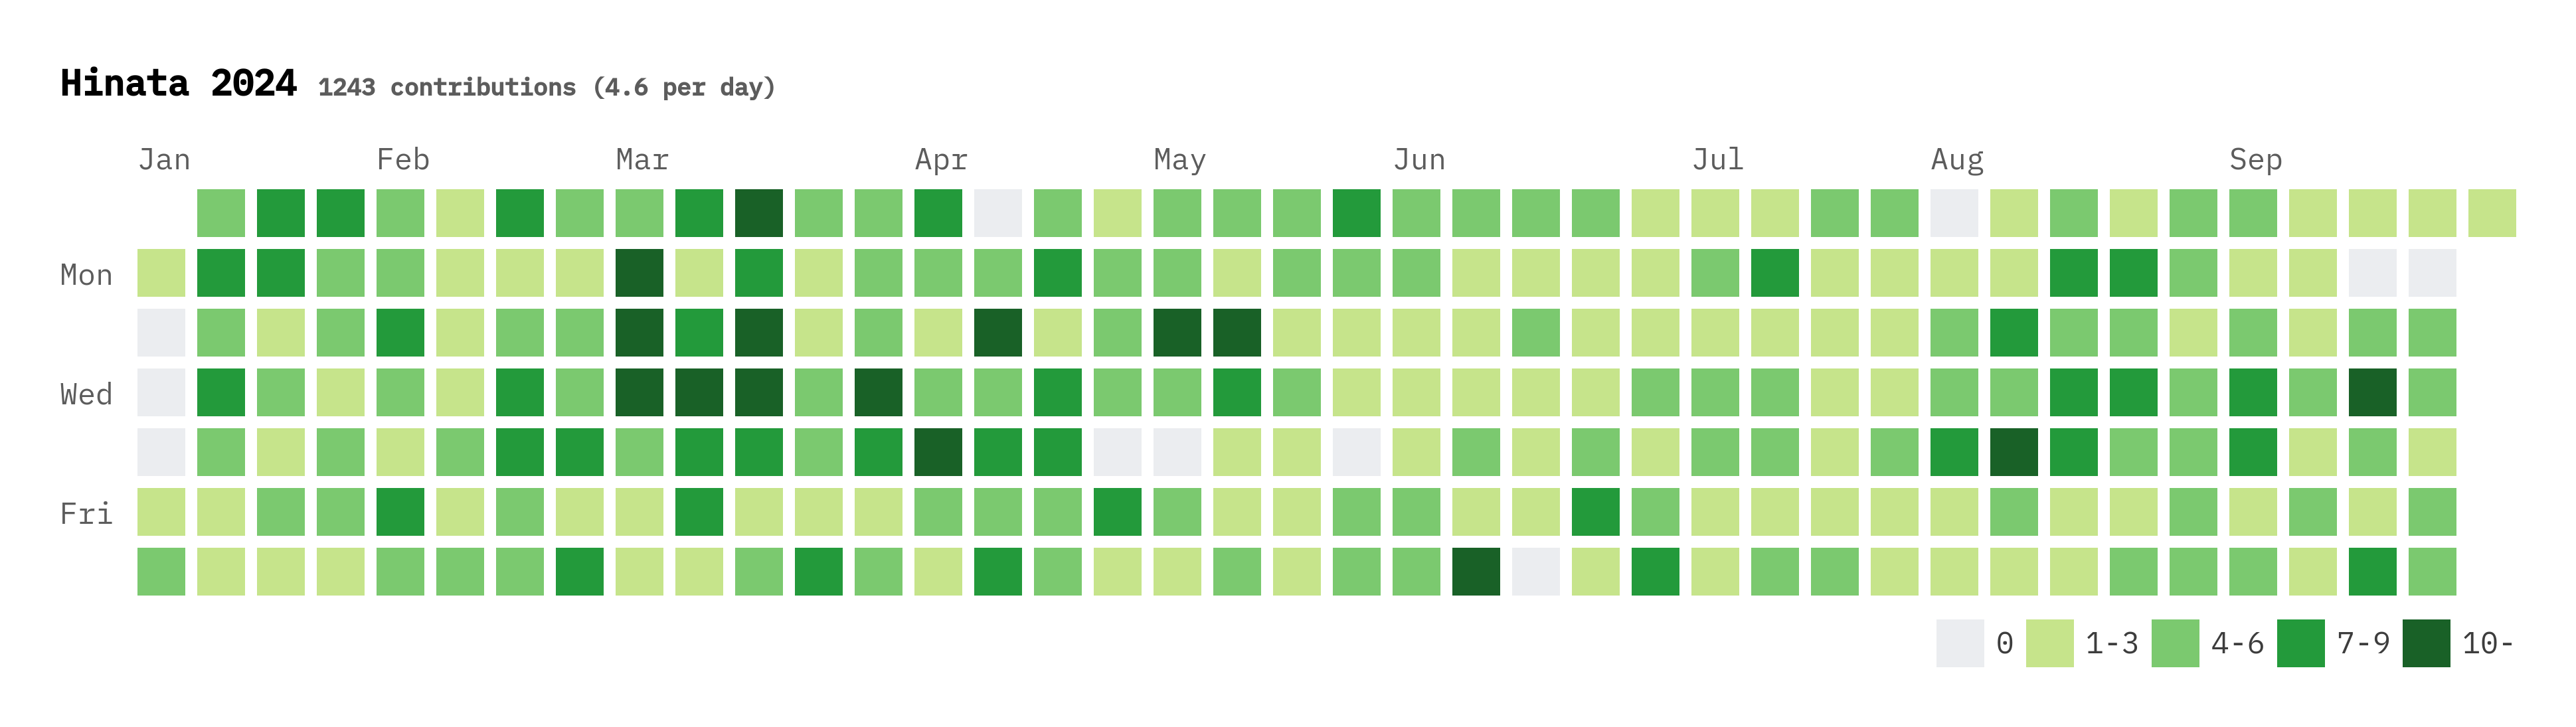 Hinata 2024 1243 contributions (4.6 per day)
Jan Feb Mar Apr May Jun Jul Aug Sep
Mon
Wed
Fri
0 1-3 4-6 7-9 10-